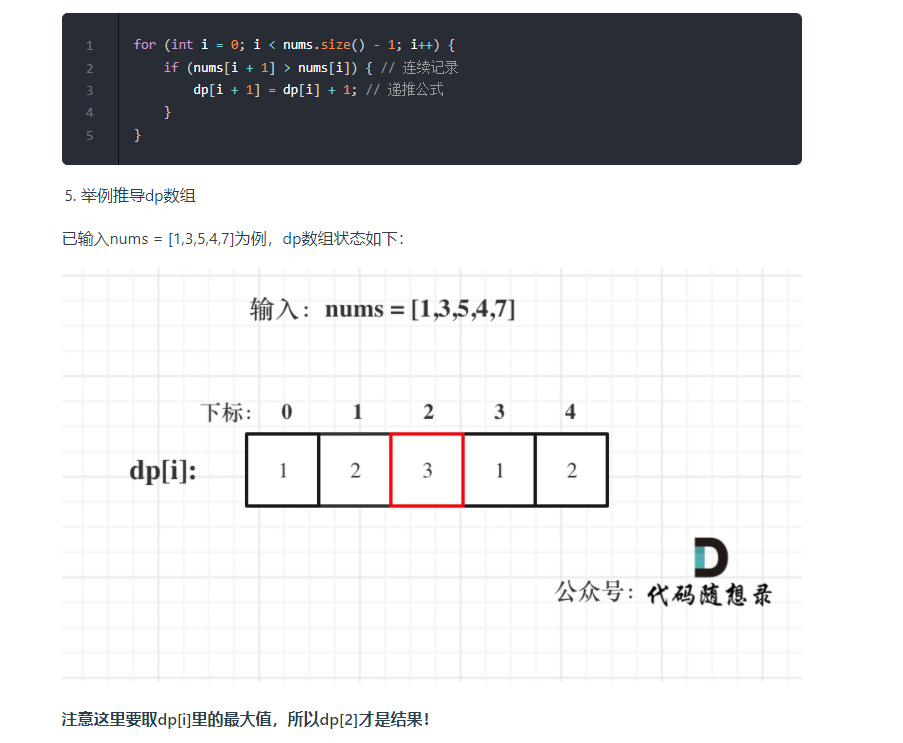 1 for (int i = 0; i < nums.size() - 1; i++) {
2     if (nums[i + 1] > nums[i]) { // 连续记录
3         dp[i + 1] = dp[i] + 1; // 递推公式
4     }
5 }
5. 举例推导dp数组
已输入nums = [1,3,5,4,7]为例，dp数组状态如下：
输入：nums = [1,3,5,4,7]
下标: 0 1 2 3 4
dp[i]: 1 2 3 1 2
D
公众号：代码随想录
注意这里要取dp[i]里的最大值，所以dp[2]才是结果！